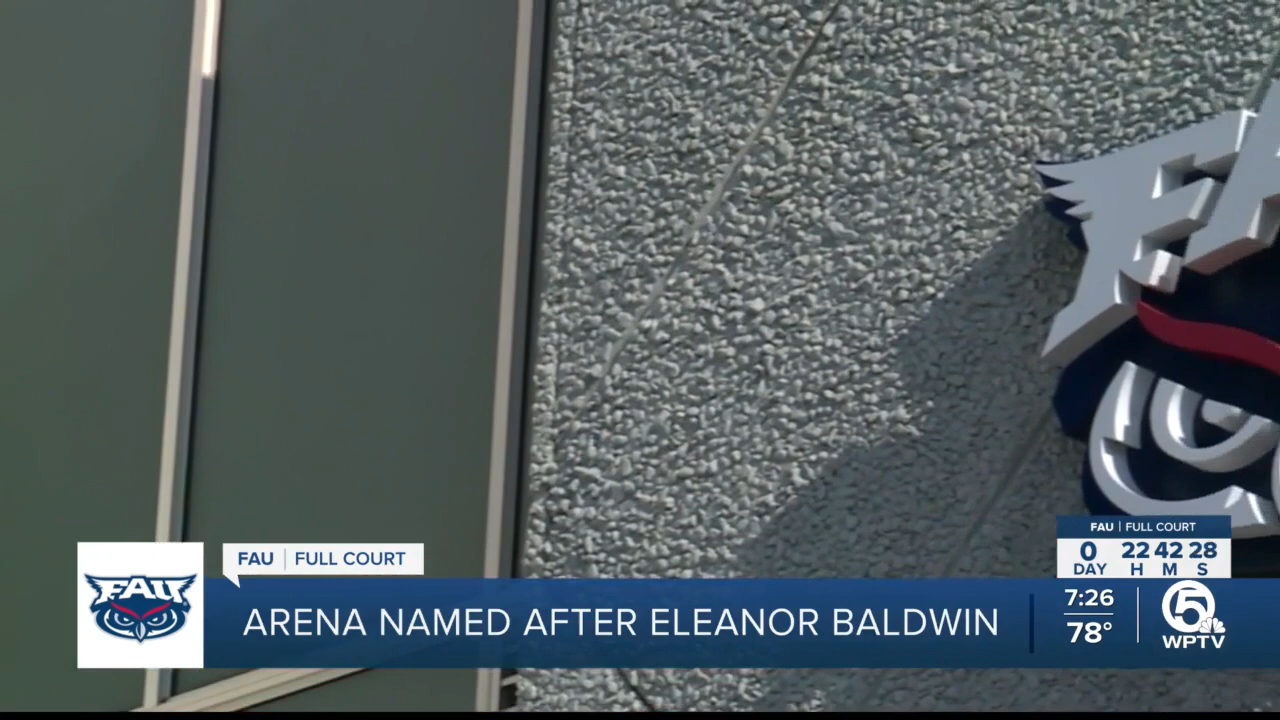 FAU
FAU | FULL COURT
ARENA NAMED AFTER ELEANOR BALDWIN
FAU | FULL COURT
0 22 42 28
DAY H M S
7:26
78°
5
WPTV